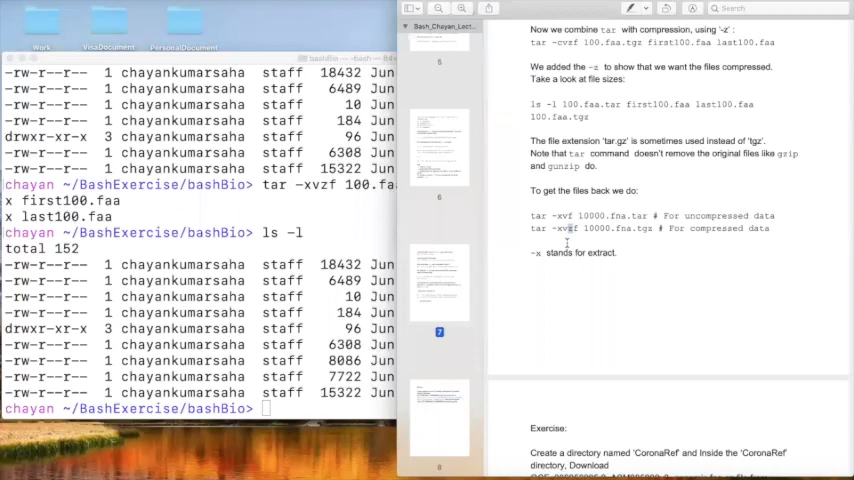 Work
VisaDocument
PersonalDocument
bashBio — -bash — 84×
-rw-r--r-- 1 chayankumarsaha staff 18432 Jun
-rw-r--r-- 1 chayankumarsaha staff 6489 Jun
-rw-r--r-- 1 chayankumarsaha staff 10 Jun
-rw-r--r-- 1 chayankumarsaha staff 184 Jun
drwxr-xr-x 3 chayankumarsaha staff 96 Jun
-rw-r--r-- 1 chayankumarsaha staff 6308 Jun
-rw-r--r-- 1 chayankumarsaha staff 15322 Jun
chayan ~/BashExercise/bashBio> tar -xvzf 100.faa
x first100.faa
x last100.faa
chayan ~/BashExercise/bashBio> ls -l
total 152
-rw-r--r-- 1 chayankumarsaha staff 18432 Jun
-rw-r--r-- 1 chayankumarsaha staff 6489 Jun
-rw-r--r-- 1 chayankumarsaha staff 10 Jun
-rw-r--r-- 1 chayankumarsaha staff 184 Jun
drwxr-xr-x 3 chayankumarsaha staff 96 Jun
-rw-r--r-- 1 chayankumarsaha staff 6308 Jun
-rw-r--r-- 1 chayankumarsaha staff 8086 Jun
-rw-r--r-- 1 chayankumarsaha staff 7722 Jun
-rw-r--r-- 1 chayankumarsaha staff 15322 Jun
chayan ~/BashExercise/bashBio>
Search
Bash_Chayan_Lect...
5
6
7
8
Now we combine tar with compression, using '-z' :
tar -cvzf 100.faa.tgz first100.faa last100.faa
We added the -z to show that we want the files compressed.
Take a look at file sizes:
ls -l 100.faa.tar first100.faa last100.faa
100.faa.tgz
The file extension 'tar.gz' is sometimes used instead of 'tgz'.
Note that tar command doesn't remove the original files like gzip
and gunzip do.
To get the files back we do:
tar -xvf 10000.fna.tar # For uncompressed data
tar -xvzf 10000.fna.tgz # For compressed data
-x stands for extract.
Exercise:
Create a directory named 'CoronaRef' and Inside the 'CoronaRef'
directory, Download